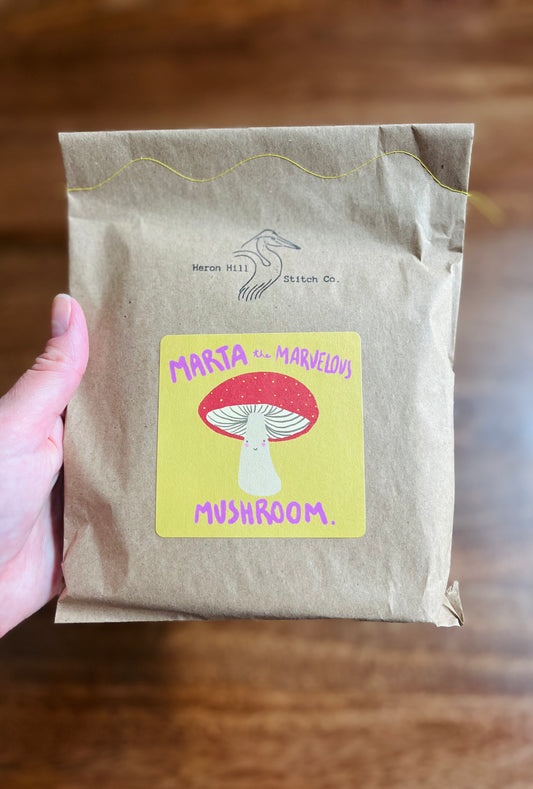 Heron Hill
Stitch Co.
MARTA the MARVELOUS
MUSHROOM.